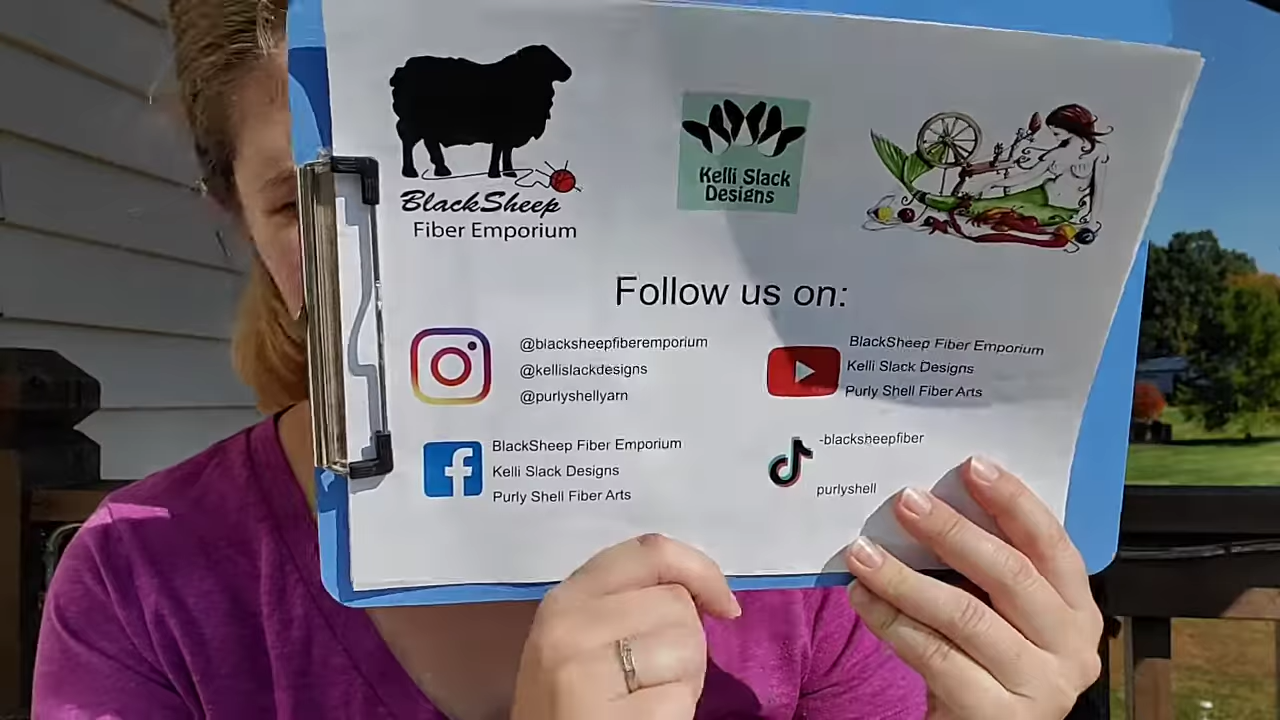 BlackSheep
Fiber Emporium
Kelli Slack
Designs
Follow us on:
@blacksheepfiberemporium
@kellislackdesigns
@purlyshellyarn
BlackSheep Fiber Emporium
Kelli Slack Designs
Purly Shell Fiber Arts
BlackSheep Fiber Emporium
Kelli Slack Designs
Purly Shell Fiber Arts
-blacksheepfiber
purlyshell